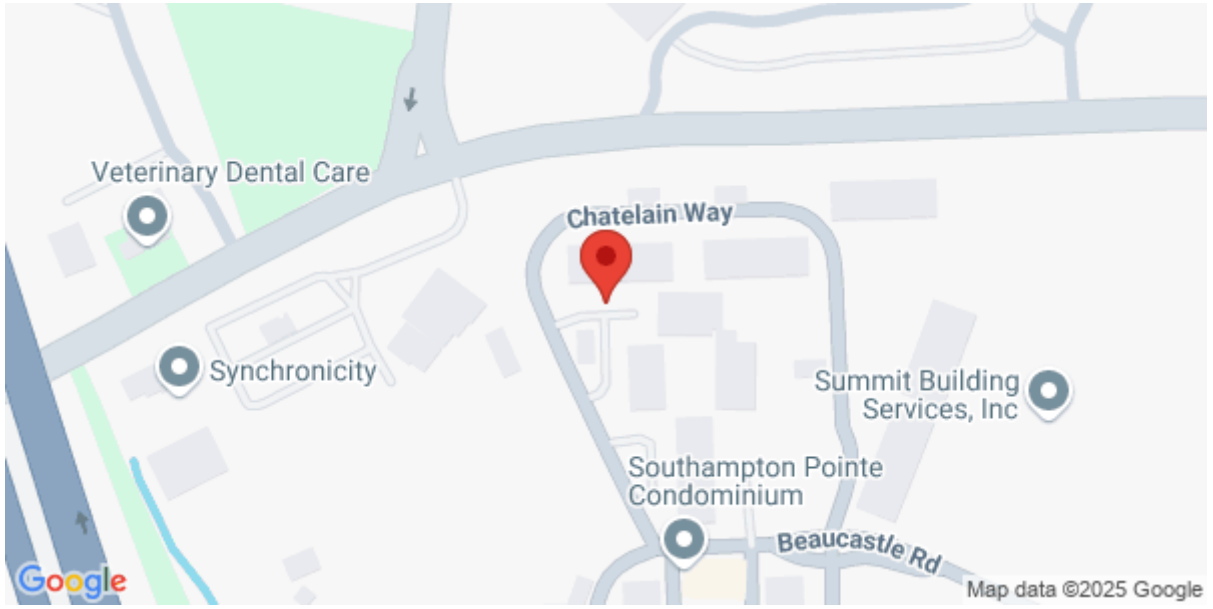 Veterinary Dental Care
Chatelain Way
Synchronicity
Summit Building
Services, Inc
Southampton Pointe
Condominium
Beaucastle Rd
Google
Map data ©2025 Google